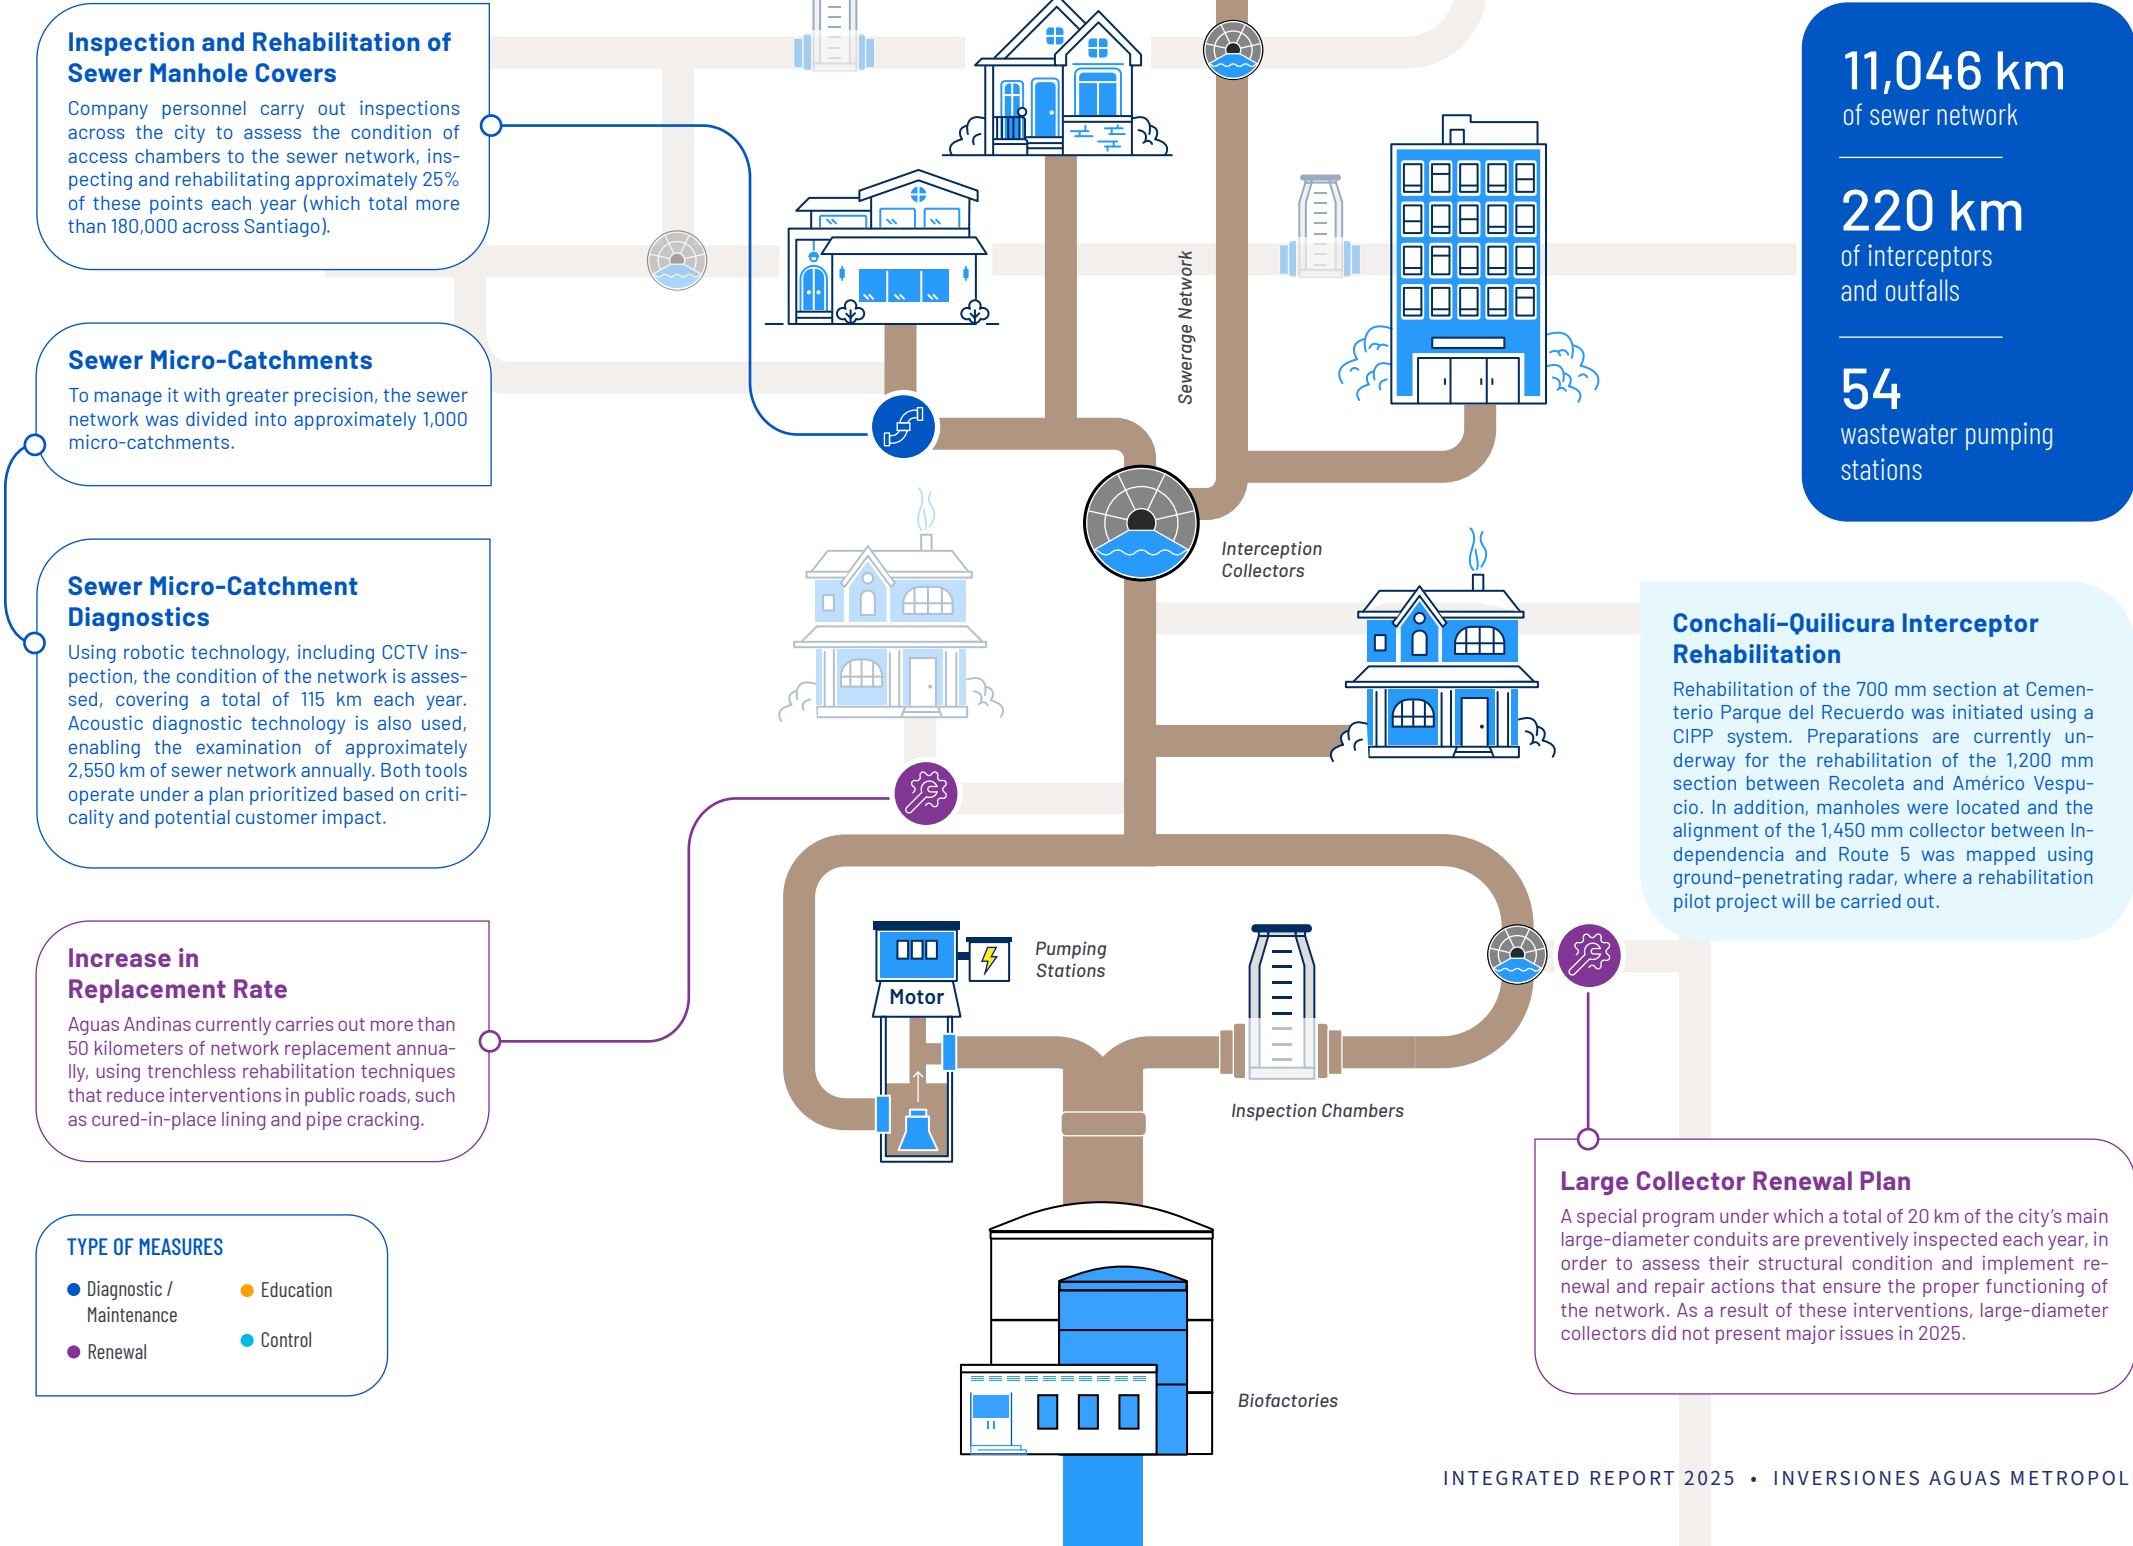 Inspection and Rehabilitation of
Sewer Manhole Covers
Company personnel carry out inspections
across the city to assess the condition of
access chambers to the sewer network, ins-
pecting and rehabilitating approximately 25%
of these points each year (which total more
than 180,000 across Santiago).
Sewer Micro-Catchments
To manage it with greater precision, the sewer
network was divided into approximately 1,000
micro-catchments.
Sewer Micro-Catchment
Diagnostics
Using robotic technology, including CCTV ins-
pection, the condition of the network is asses-
sed, covering a total of 115 km each year.
Acoustic diagnostic technology is also used,
enabling the examination of approximately
2,550 km of sewer network annually. Both tools
operate under a plan prioritized based on criti-
cality and potential customer impact.
Increase in
Replacement Rate
Aguas Andinas currently carries out more than
50 kilometers of network replacement annua-
lly, using trenchless rehabilitation techniques
that reduce interventions in public roads, such
as cured-in-place lining and pipe cracking.
TYPE OF MEASURES
Diagnostic /
Maintenance
Renewal
Education
Control
Sewerage Network
Interception
Collectors
Pumping
Stations
Motor
Inspection Chambers
Biofactories
11,046 km
of sewer network
220 km
of interceptors
and outfalls
54
wastewater pumping
stations
Conchalí–Quilicura Interceptor
Rehabilitation
Rehabilitation of the 700 mm section at Cemen-
terio Parque del Recuerdo was initiated using a
CIPP system. Preparations are currently un-
derway for the rehabilitation of the 1,200 mm
section between Recoleta and Américo Vespu-
cio. In addition, manholes were located and the
alignment of the 1,450 mm collector between In-
dependencia and Route 5 was mapped using
ground-penetrating radar, where a rehabilitation
pilot project will be carried out.
Large Collector Renewal Plan
A special program under which a total of 20 km of the city's main
large-diameter conduits are preventively inspected each year, in
order to assess their structural condition and implement re-
newal and repair actions that ensure the proper functioning of
the network. As a result of these interventions, large-diameter
collectors did not present major issues in 2025.
INTEGRATED REPORT 2025 • INVERSIONES AGUAS METROPOL